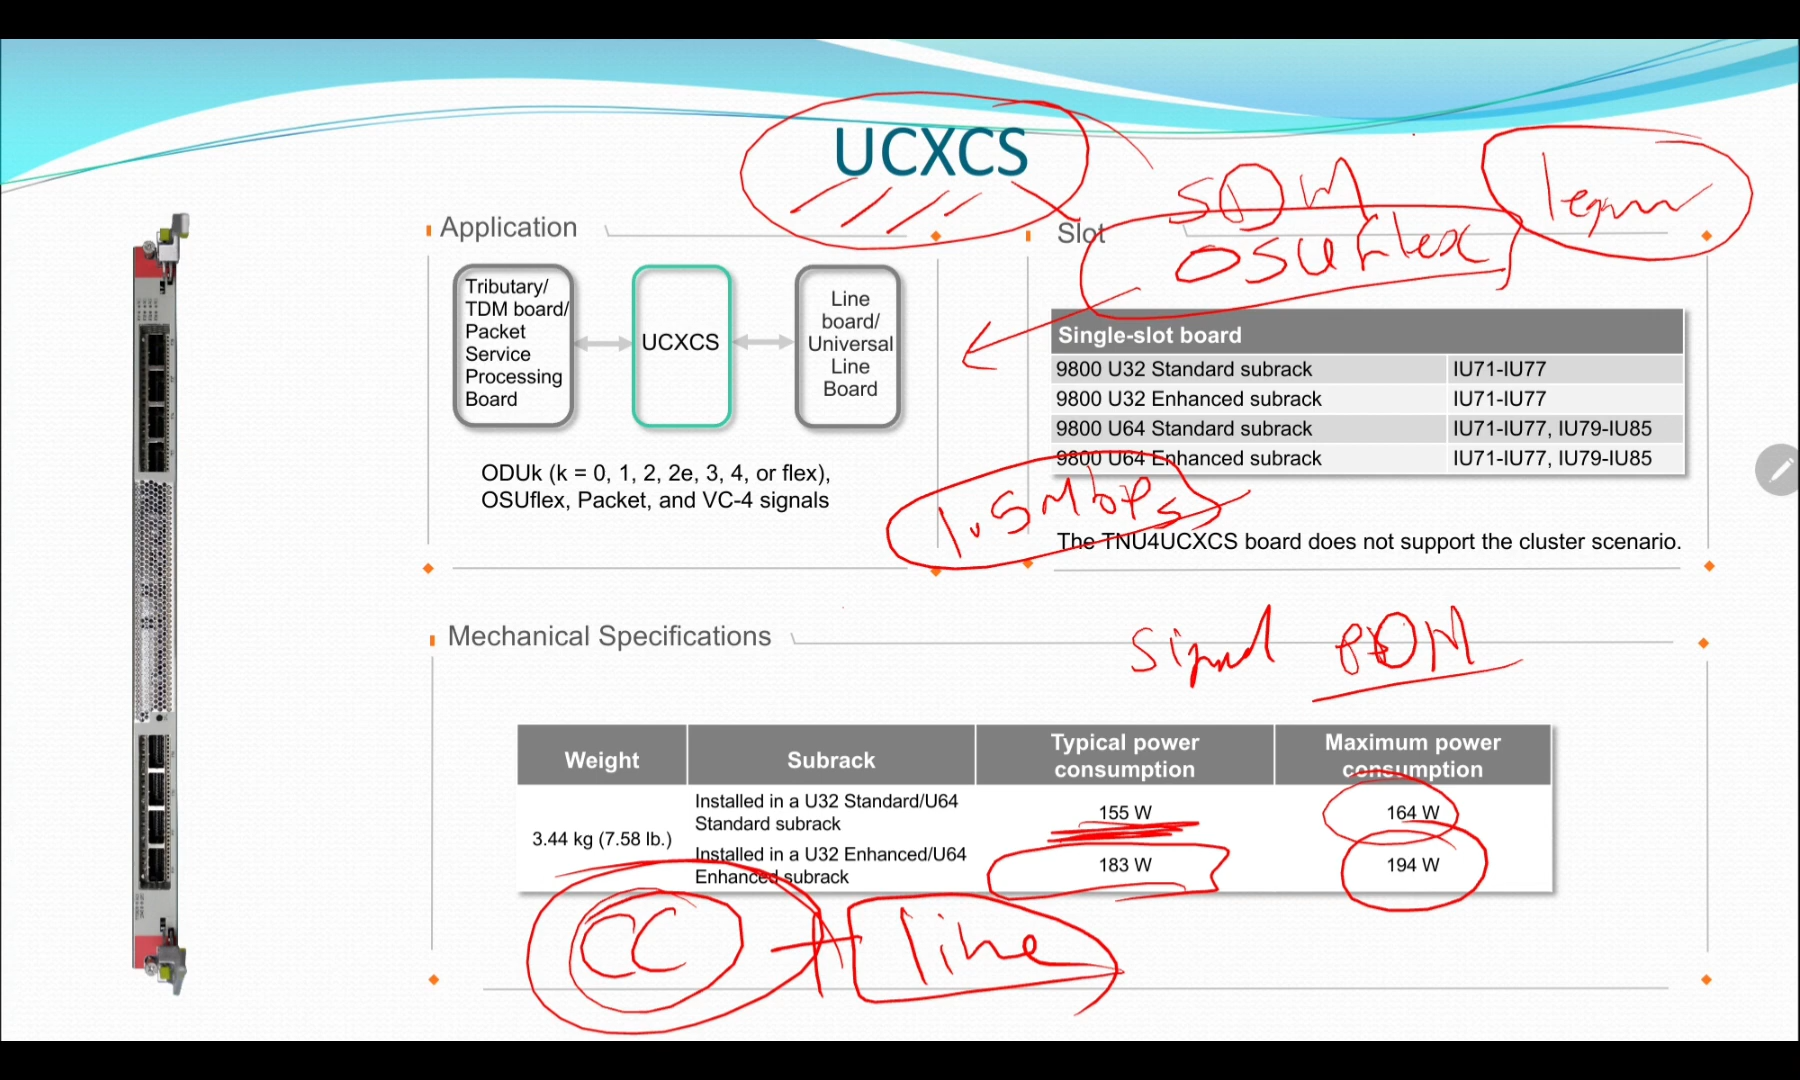 UCXCS
SDM
OSUflex
Application
Slot
Tributary/
TDM board/
Packet
Service
Processing
Board
UCXCS
Line
board/
Universal
Line
Board
ODUk (k = 0, 1, 2, 2e, 3, 4, or flex),
OSUflex, Packet, and VC-4 signals
Single-slot board
9800 U32 Standard subrack IU71-IU77
9800 U32 Enhanced subrack IU71-IU77
9800 U64 Standard subrack IU71-IU77, IU79-IU85
9800 U64 Enhanced subrack IU71-IU77, IU79-IU85
1.5Mbps
The TNU4UCXCS board does not support the cluster scenario.
Mechanical Specifications
Weight Subrack Typical power consumption Maximum power consumption
3.44 kg (7.58 lb.)
Installed in a U32 Standard/U64
Standard subrack
155 W 164 W
Installed in a U32 Enhanced/U64
Enhanced subrack
183 W 194 W
CC + line